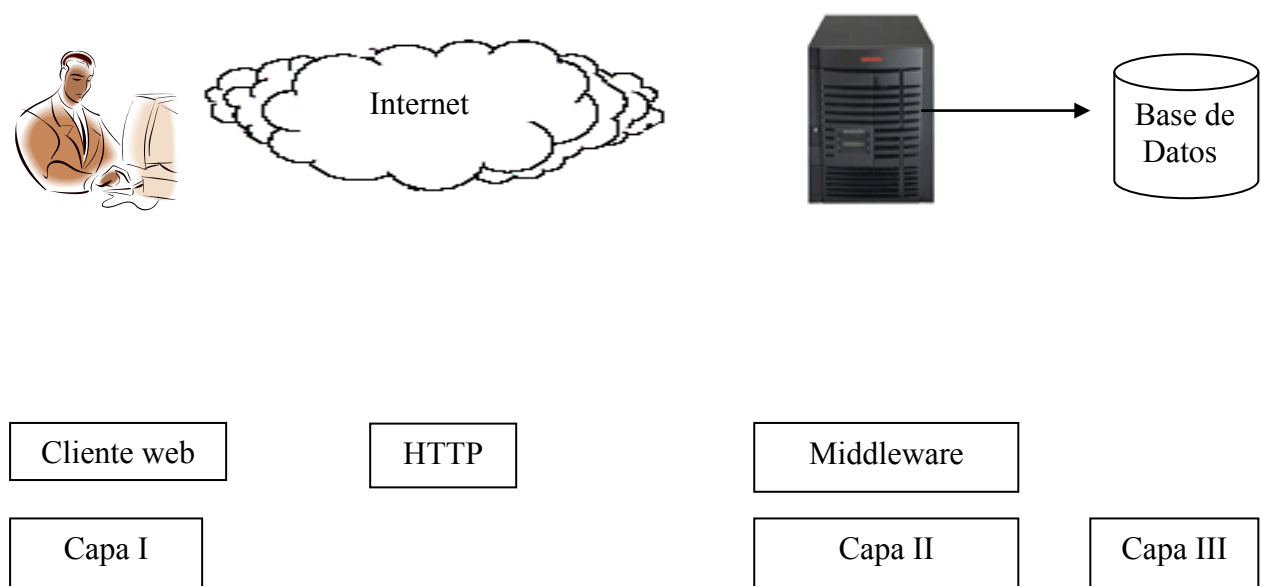 Internet
Base de
Datos
Cliente web
HTTP
Middleware
Capa I
Capa II
Capa III